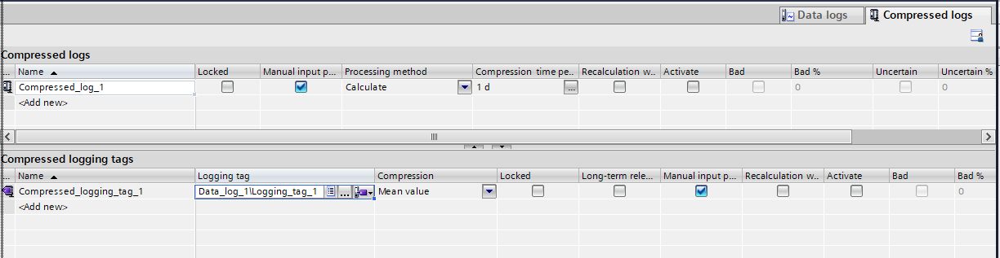 Data logs Compressed logs
Compressed logs
... Name Locked Manual input p... Processing method Compression time pe... Recalculation w... Activate Bad Bad % Uncertain Uncertain %
Compressed_log_1 Calculate 1 d ... 0 0
<Add new>
Compressed logging tags
... Name Logging tag Compression Locked Long-term rele... Manual input p... Recalculation w... Activate Bad Bad %
Compressed_logging_tag_1 Data_log_1\Logging_tag_1 ... Mean value 0
<Add new>